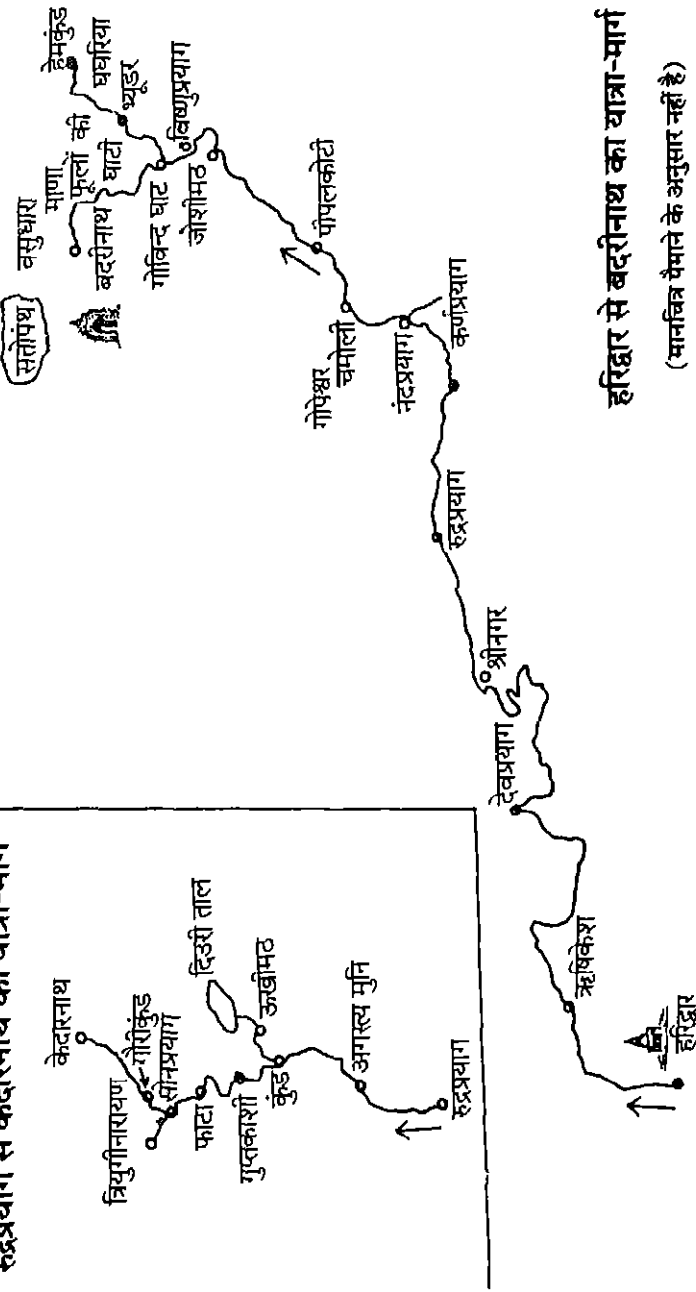 रुद्रप्रयाग से केदारनाथ का यात्रा-मार्ग
केदारनाथ
गौरीकुंड
त्रियुगीनारायण
सोनप्रयाग
फाटा
दिउरी ताल
गुप्तकाशी
ऊखीमठ
कुंड
अगस्त्य मुनि
रुद्रप्रयाग
सतोपंथ
वसुधारा
माणा
हेमकुंड
फूलों की
घाटी
घघरिया
भ्यूडर
बदरीनाथ
गोविन्द घाट
विष्णुप्रयाग
जोशीमठ
पीपलकोटी
गोपेश्वर
चमोली
नंदप्रयाग
कर्णप्रयाग
रुद्रप्रयाग
श्रीनगर
देवप्रयाग
ऋषिकेश
हरिद्वार
हरिद्वार से बदरीनाथ का यात्रा-मार्ग
(मानचित्र पैमाने के अनुसार नहीं है)